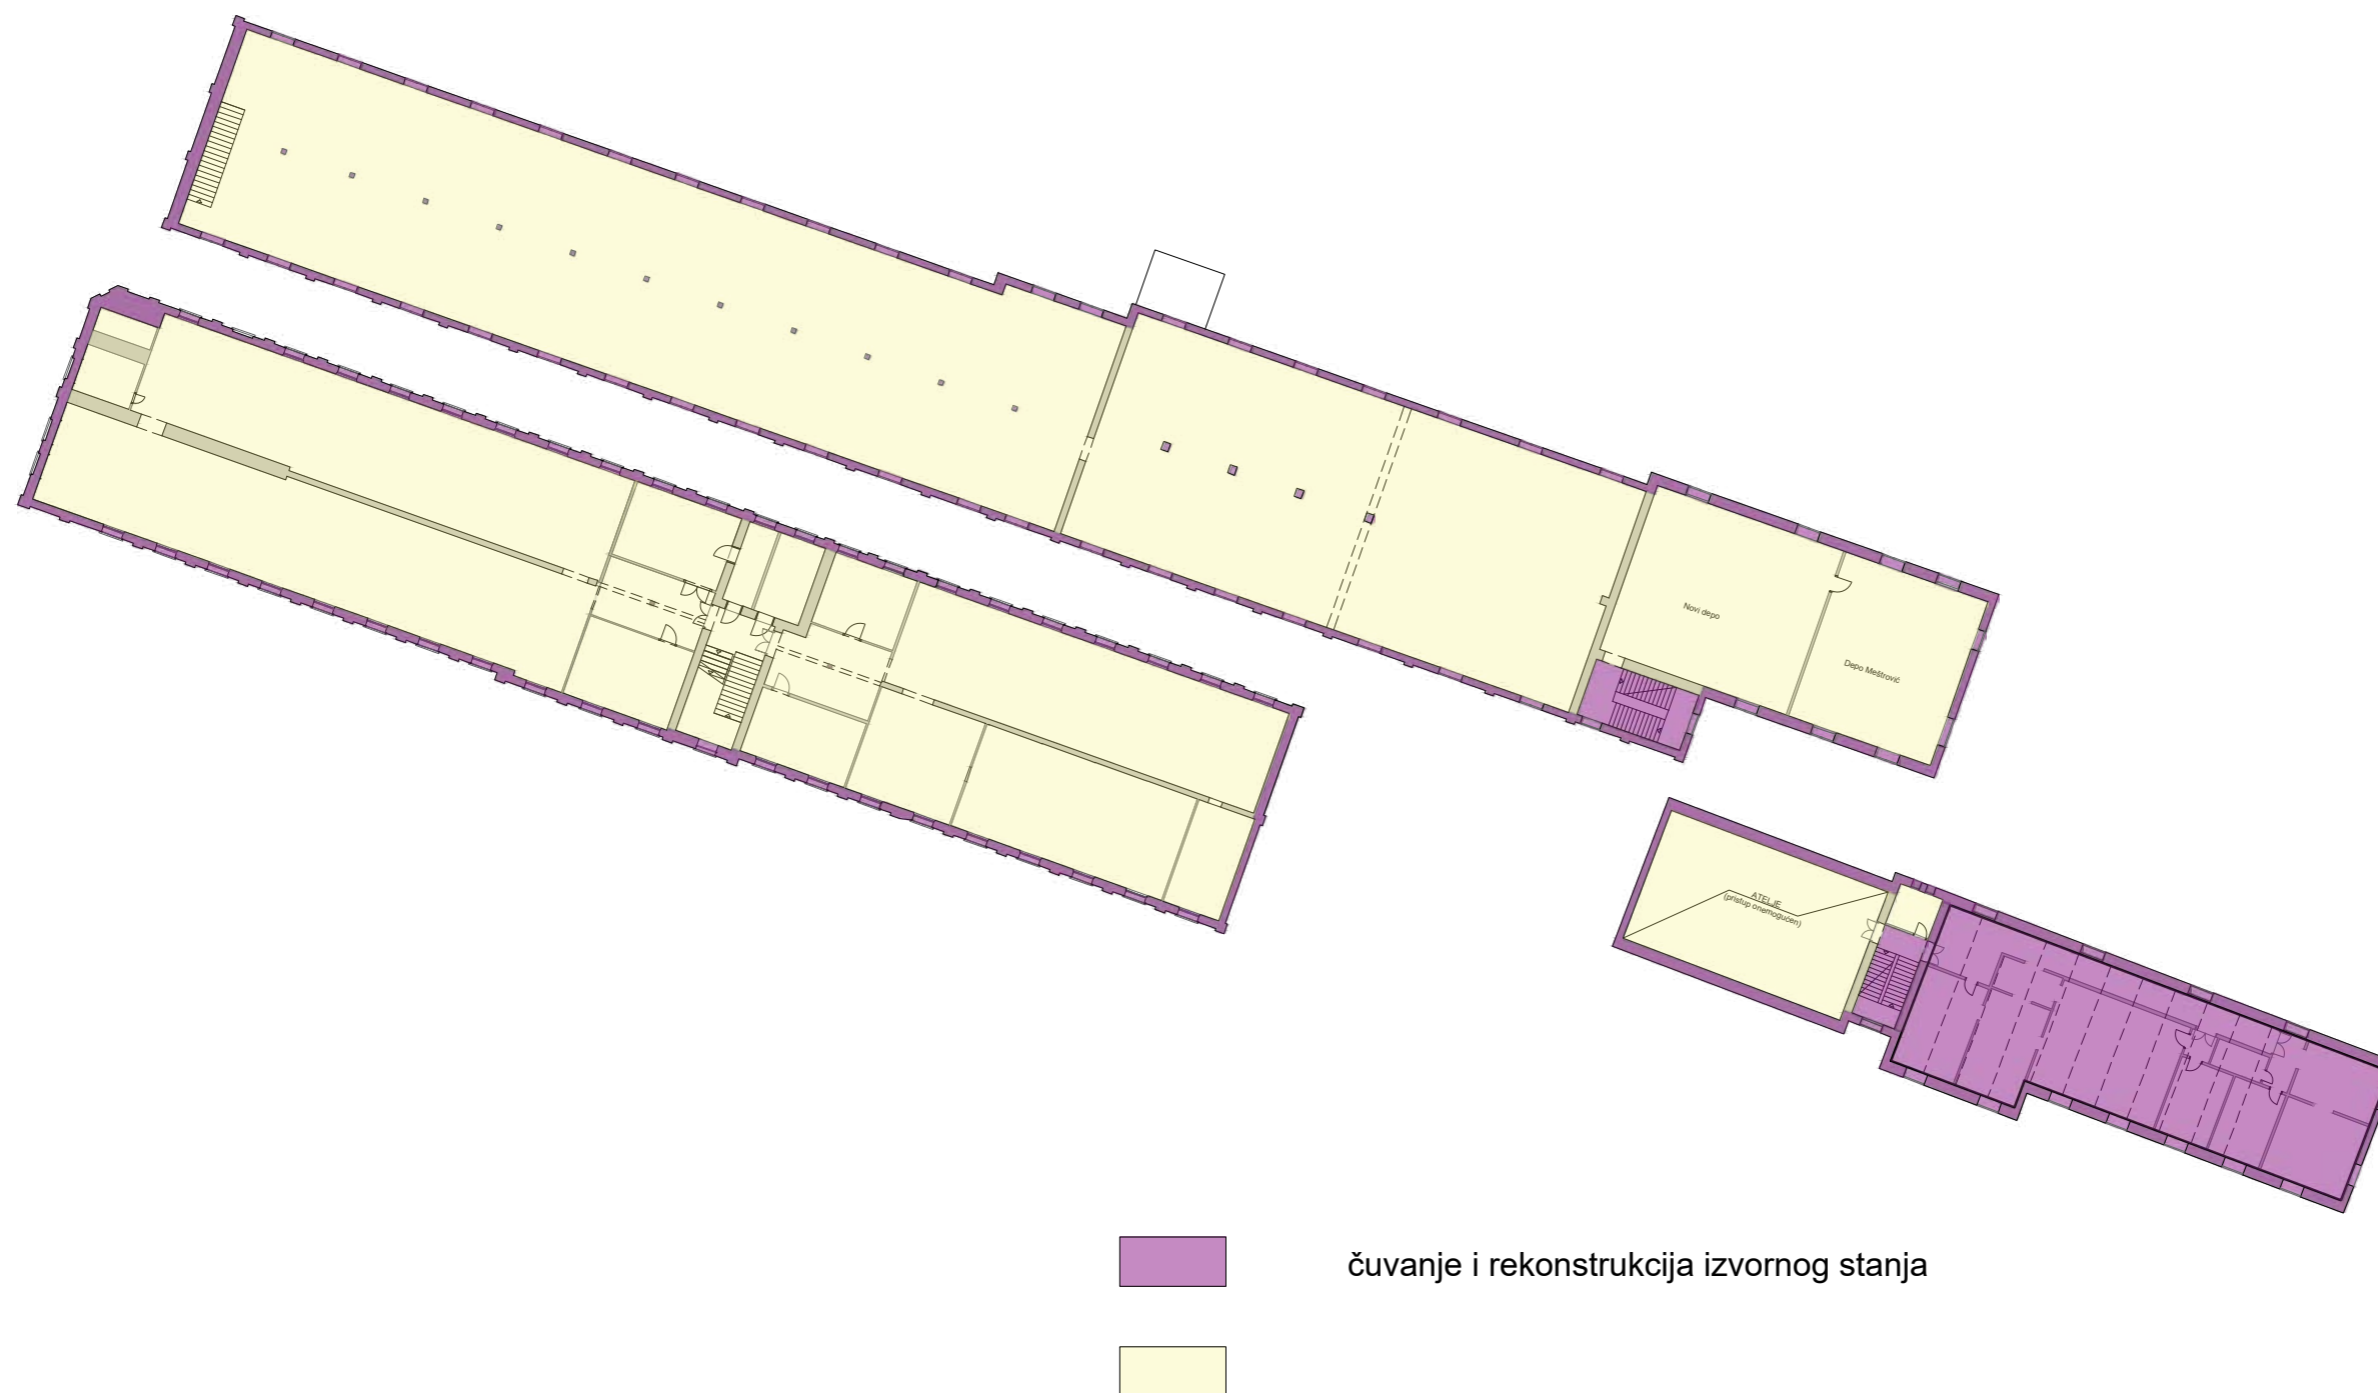 Novi depo
Depo Meštrović
ATELJE
(pristup onemogućen)
čuvanje i rekonstrukcija izvornog stanja